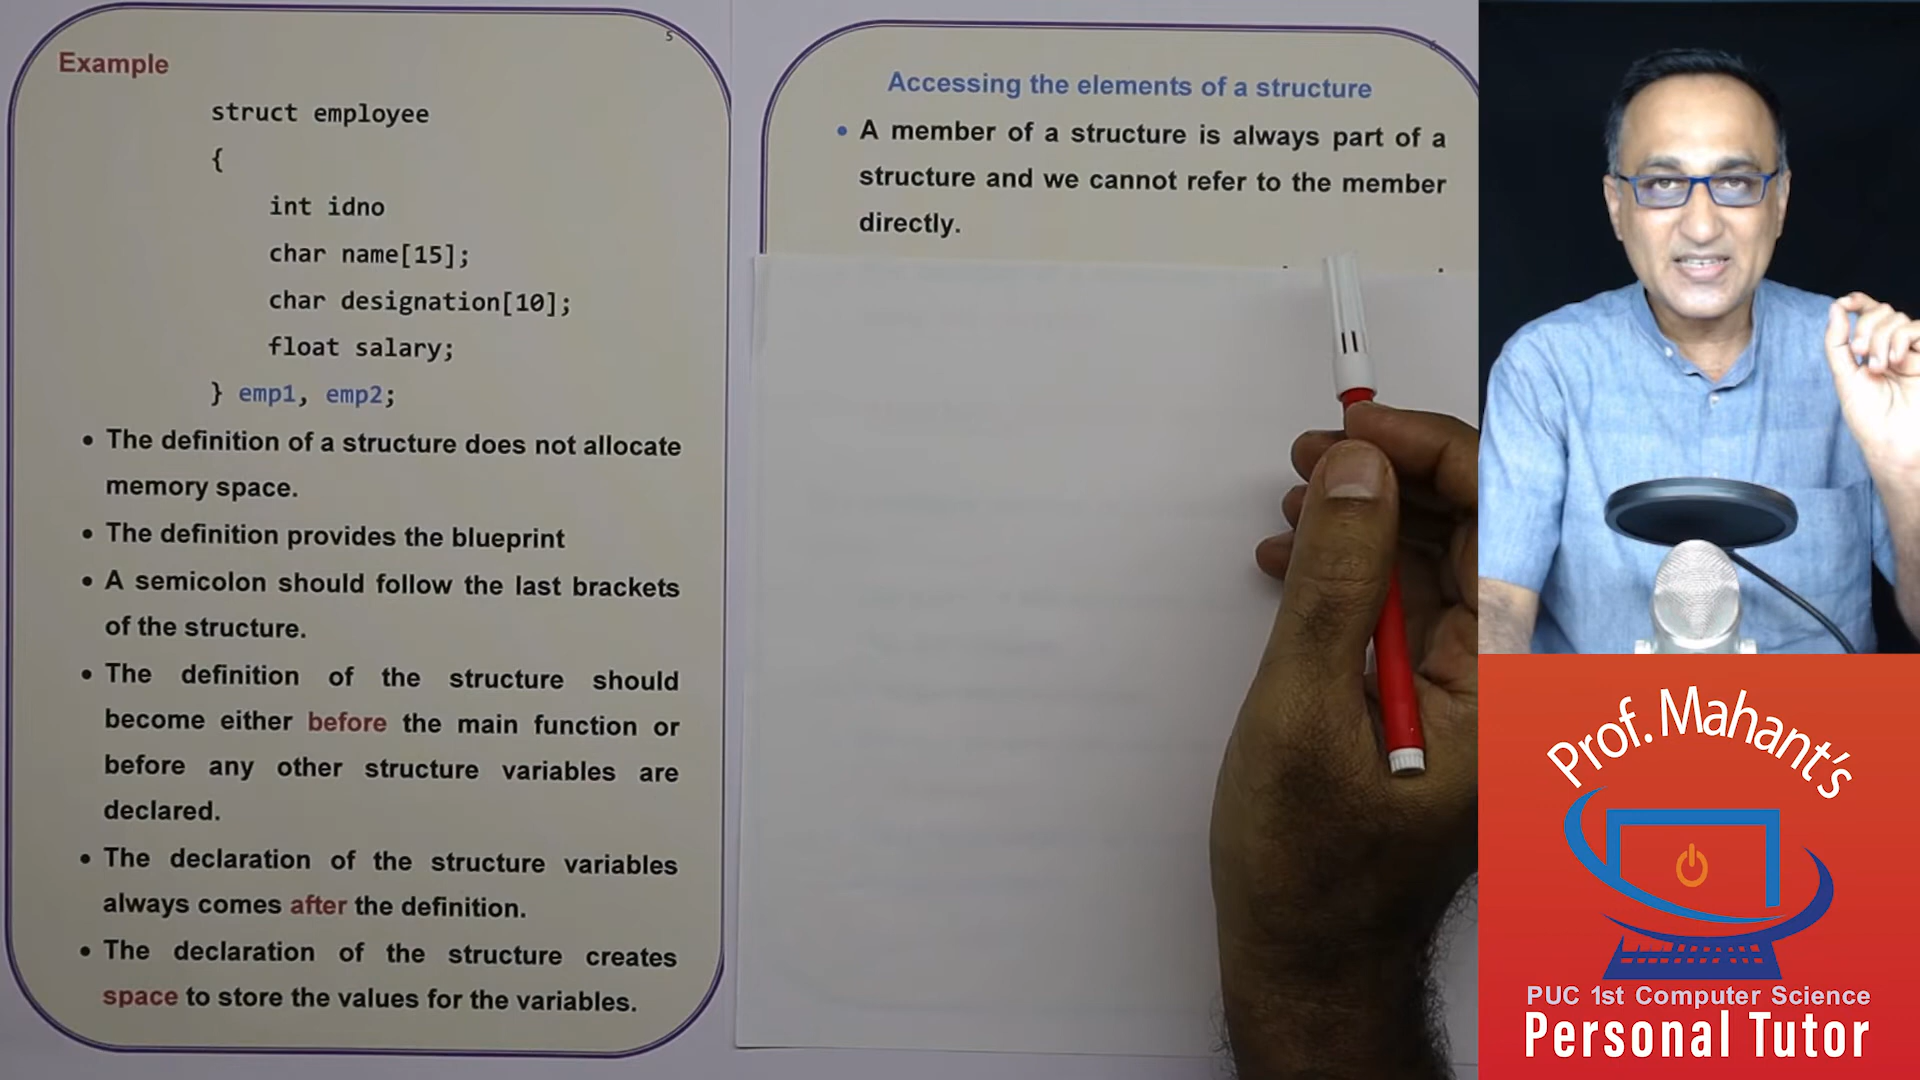 5
Example
struct employee
{
int idno
char name[15];
char designation[10];
float salary;
} emp1, emp2;
• The definition of a structure does not allocate
memory space.
• The definition provides the blueprint
• A semicolon should follow the last brackets
of the structure.
• The definition of the structure should
become either before the main function or
before any other structure variables are
declared.
• The declaration of the structure variables
always comes after the definition.
• The declaration of the structure creates
space to store the values for the variables.
6
Accessing the elements of a structure
• A member of a structure is always part of a
structure and we cannot refer to the member
directly.
Prof. Mahant's
PUC 1st Computer Science
Personal Tutor